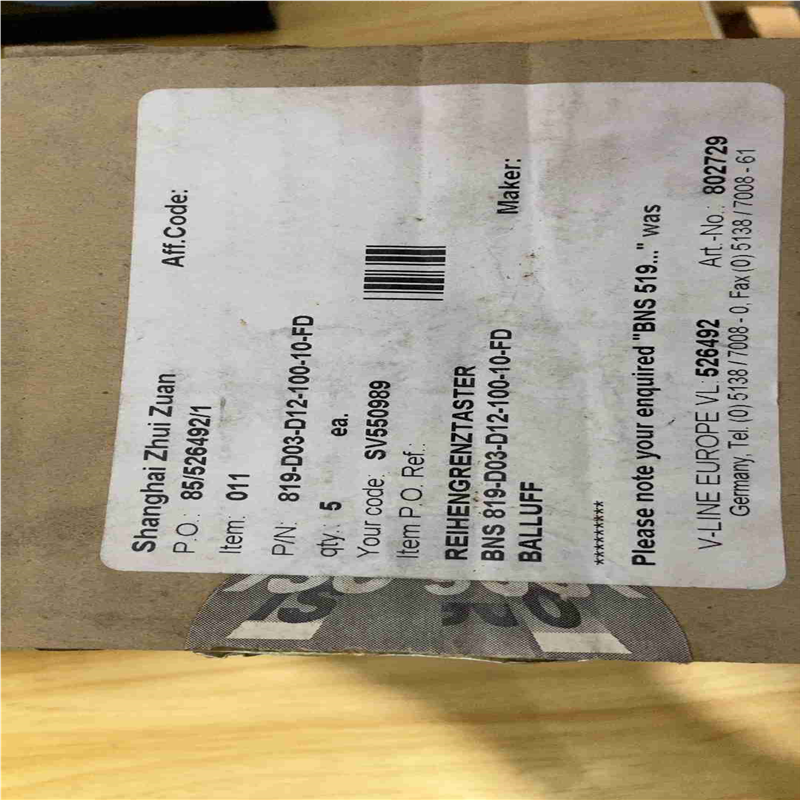 Shanghai Zhui Zuan Aff.Code:
P.O.: 85/526492/1
Item: 011
P/N: 819-D03-D12-100-10-FD
qty.: 5 ea.
Your code: SV550989
Item P.O. Ref.:
REIHENGRENZTASTER
BNS 819-D03-D12-100-10-FD Maker:
BALLUFF
*********
Please note your enquired "BNS 519..." was
V-LINE EUROPE VL: 526492 Art.-No.: 802729
Germany, Tel. (0) 5138 / 7008 - 0, Fax (0) 5138 / 7008 - 61